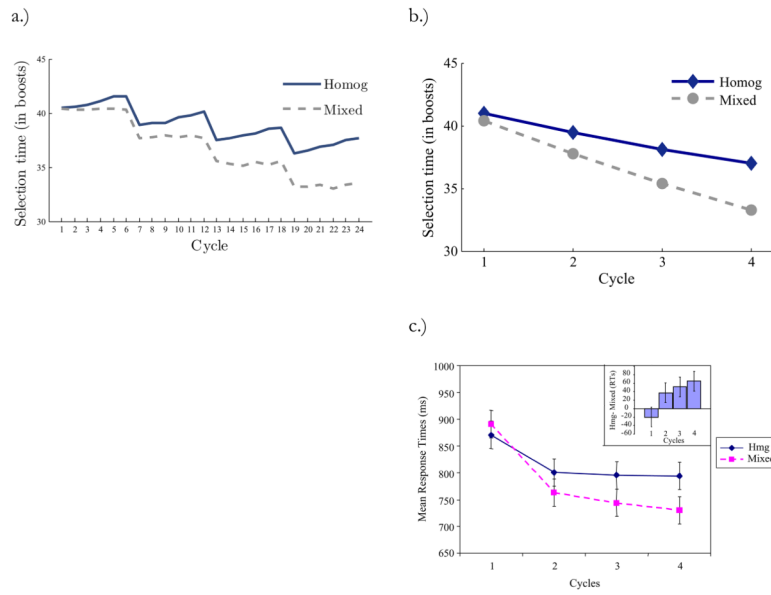 a.)
45
40
35
30
Selection time (in boosts)
Homog
Mixed
1 2 3 4 5 6 7 8 9 10 11 12 13 14 15 16 17 18 19 20 21 22 23 24
Cycle
b.)
45
40
35
30
Selection time (in boosts)
Homog
Mixed
1 2 3 4
Cycle
c.)
1000
950
900
850
800
750
700
650
Mean Response Times (ms)
80
60
40
20
0
-20
-40
-60
Hmg- Mixed (RTs)
1 2 3 4
Cycles
Hmg
Mixed
1 2 3 4
Cycles